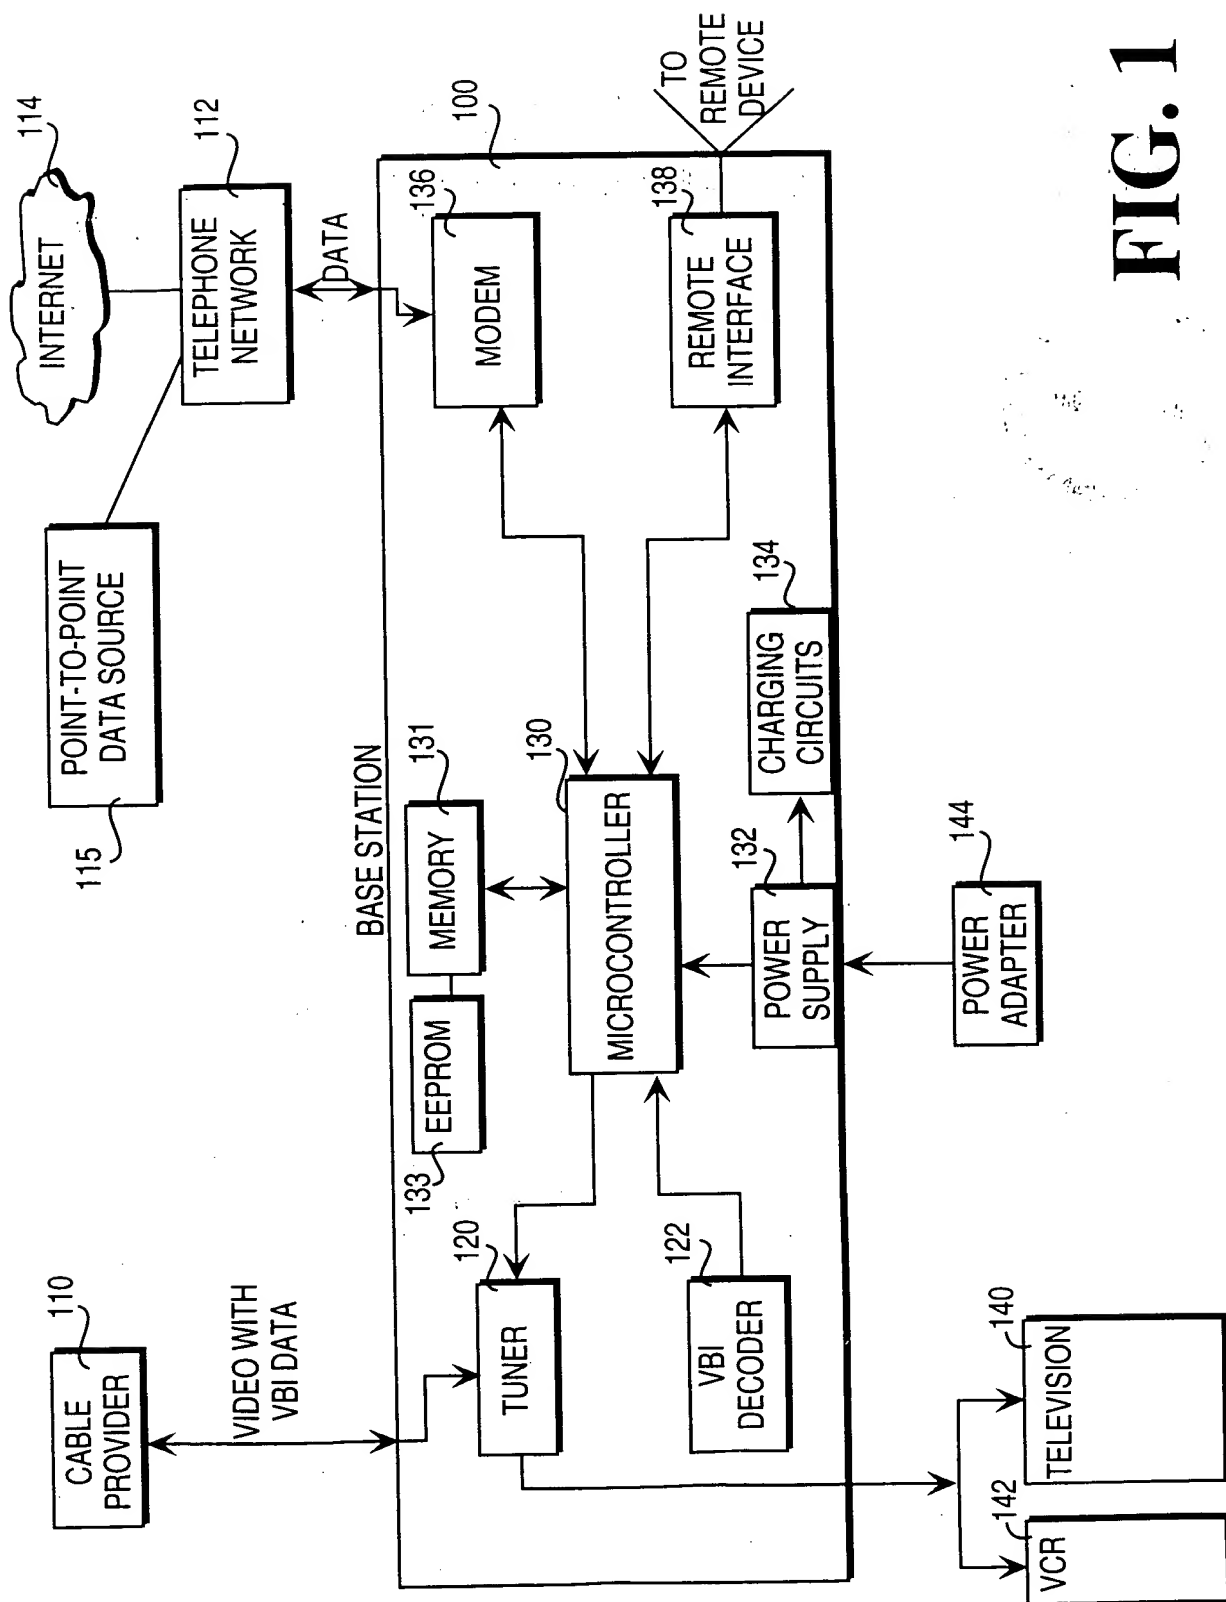 INTERNET
114
TELEPHONE
NETWORK
112
POINT-TO-POINT
DATA SOURCE
115
DATA
CABLE
PROVIDER
110
VIDEO WITH
VBI DATA
BASE STATION
100
MODEM
136
REMOTE
INTERFACE
138
TO
REMOTE
DEVICE
MEMORY
131
EEPROM
133
MICROCONTROLLER
130
TUNER
120
VBI
DECODER
122
POWER
SUPPLY
132
CHARGING
CIRCUITS
134
POWER
ADAPTER
144
TELEVISION
140
VCR
142
FIG. 1